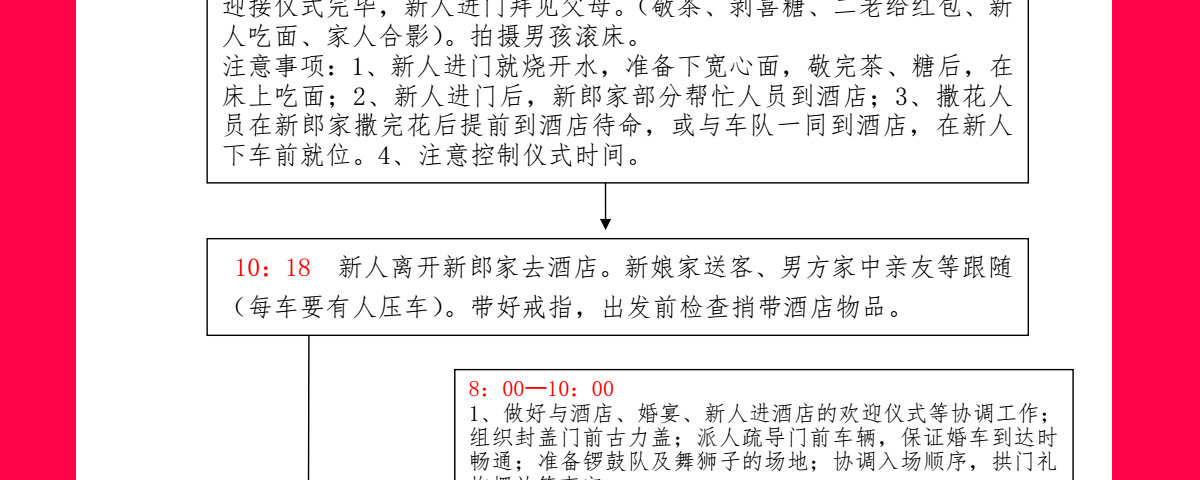 迎接仪式完毕，新人进门拜见父母。（敬茶、剥喜糖、二老给红包、新
人吃面、家人合影）。拍摄男孩滚床。
注意事项：1、新人进门就烧开水，准备下宽心面，敬完茶、糖后，在
床上吃面；2、新人进门后，新郎家部分帮忙人员到酒店；3、撒花人
员在新郎家撒完花后提前到酒店待命，或与车队一同到酒店，在新人
下车前就位。4、注意控制仪式时间。
10：18 新人离开新郎家去酒店。新娘家送客、男方家中亲友等跟随
（每车要有人压车）。带好戒指，出发前检查捎带酒店物品。
8：00—10：00
1、做好与酒店、婚宴、新人进酒店的欢迎仪式等协调工作；
组织封盖门前古力盖；派人疏导门前车辆，保证婚车到达时
畅通；准备锣鼓队及舞狮子的场地；协调入场顺序，拱门礼